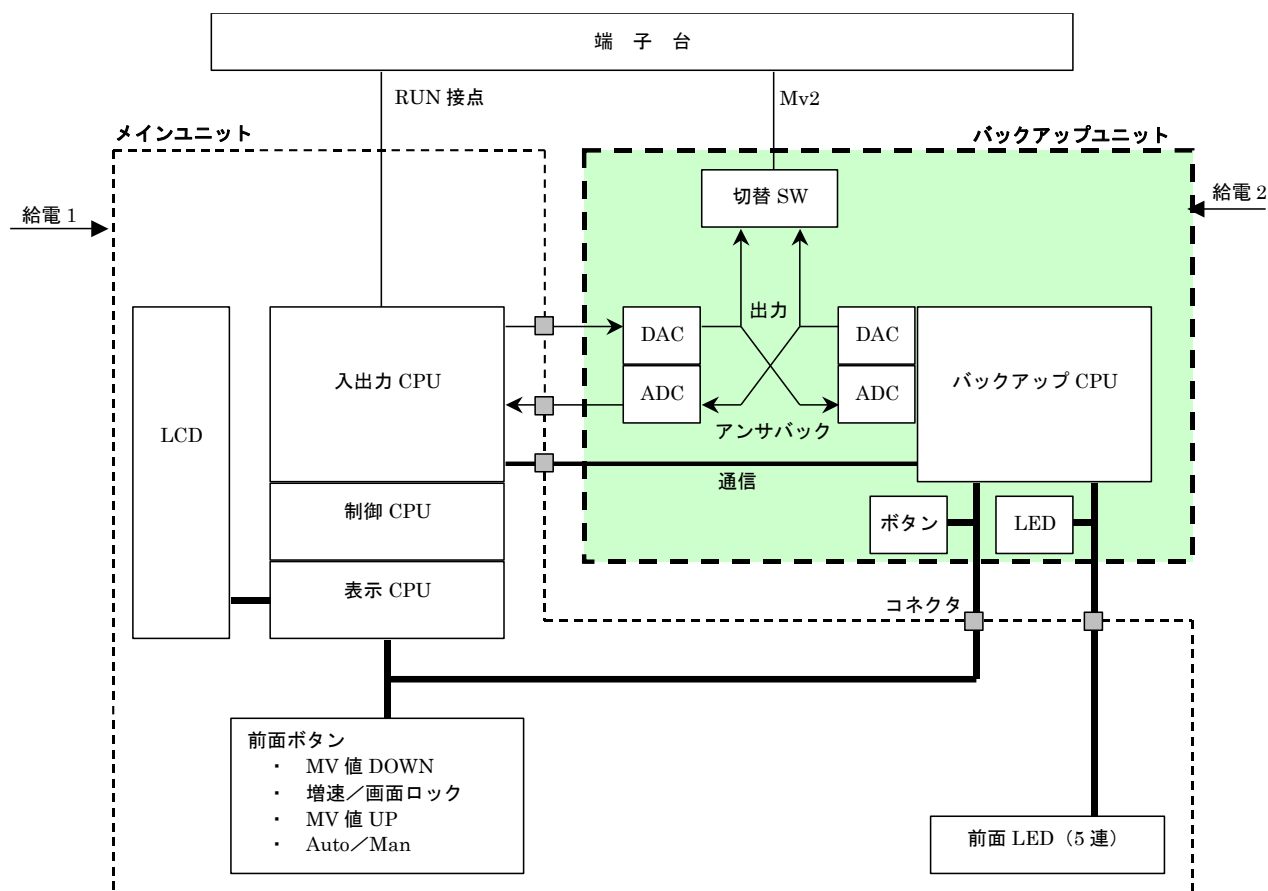 端 子 台
RUN 接点
Mv2
メインユニット
バックアップユニット
給電 1
給電 2
切替 SW
出力
DAC
DAC
入出力 CPU
バックアップ CPU
ADC
ADC
LCD
アンサバック
通信
制御 CPU
ボタン
LED
表示 CPU
コネクタ
前面ボタン
・ MV 値 DOWN
・ 増速／画面ロック
・ MV 値 UP
・ Auto／Man
前面 LED（5 連）